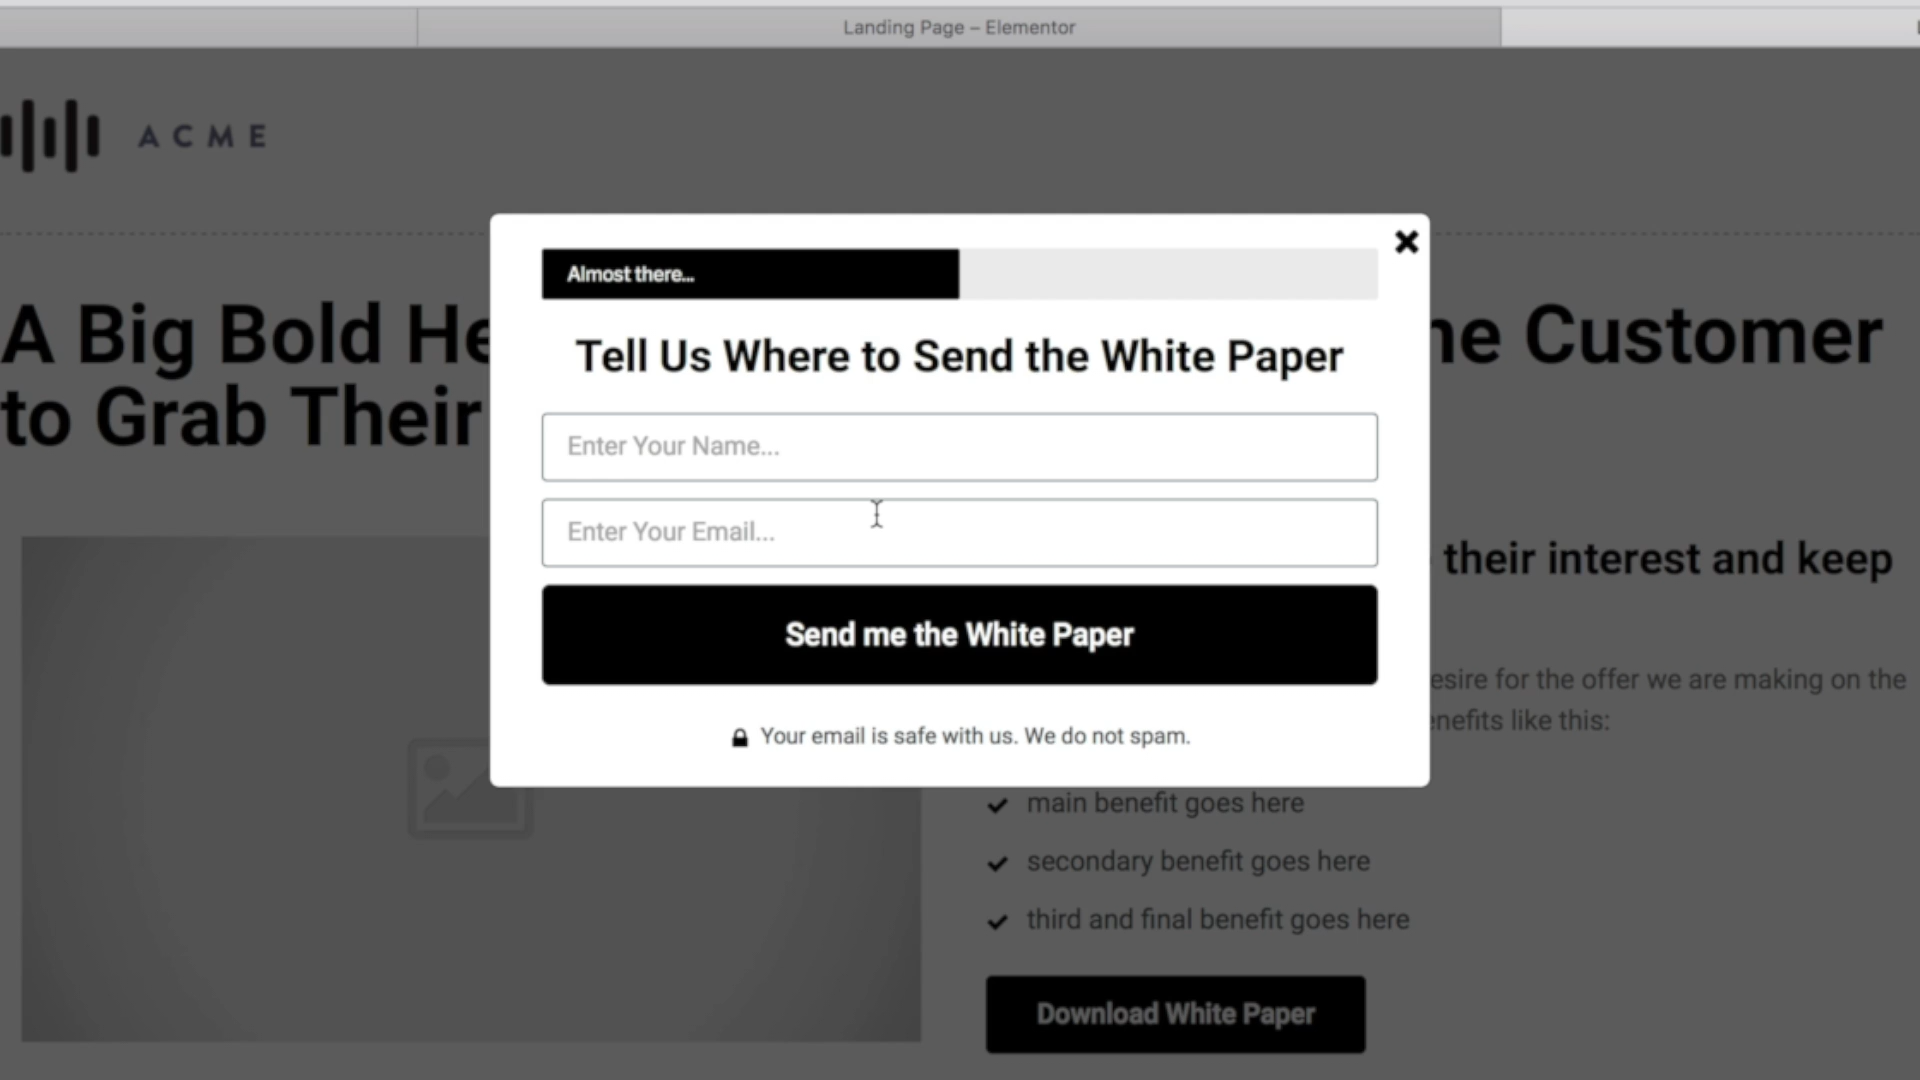 Landing Page – Elementor
ACME
A Big Bold He
ne Customer
to Grab Their
Almost there...
Tell Us Where to Send the White Paper
Enter Your Name...
Enter Your Email...
Send me the White Paper
Your email is safe with us. We do not spam.
their interest and keep
esire for the offer we are making on the
enefits like this:
main benefit goes here
secondary benefit goes here
third and final benefit goes here
Download White Paper